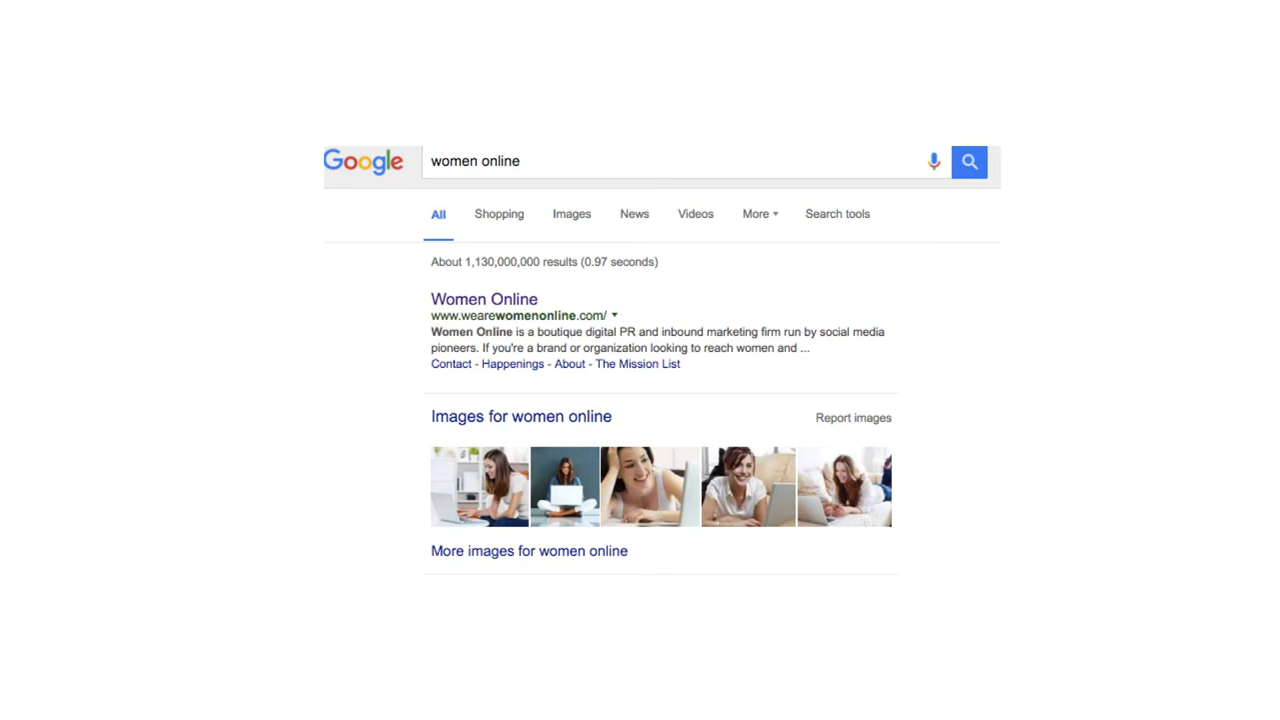 Google women online
All Shopping Images News Videos More Search tools
About 1,130,000,000 results (0.97 seconds)
Women Online
www.wearewomenonline.com/
Women Online is a boutique digital PR and inbound marketing firm run by social media
pioneers. If you're a brand or organization looking to reach women and ...
Contact - Happenings - About - The Mission List
Images for women online Report images
More images for women online